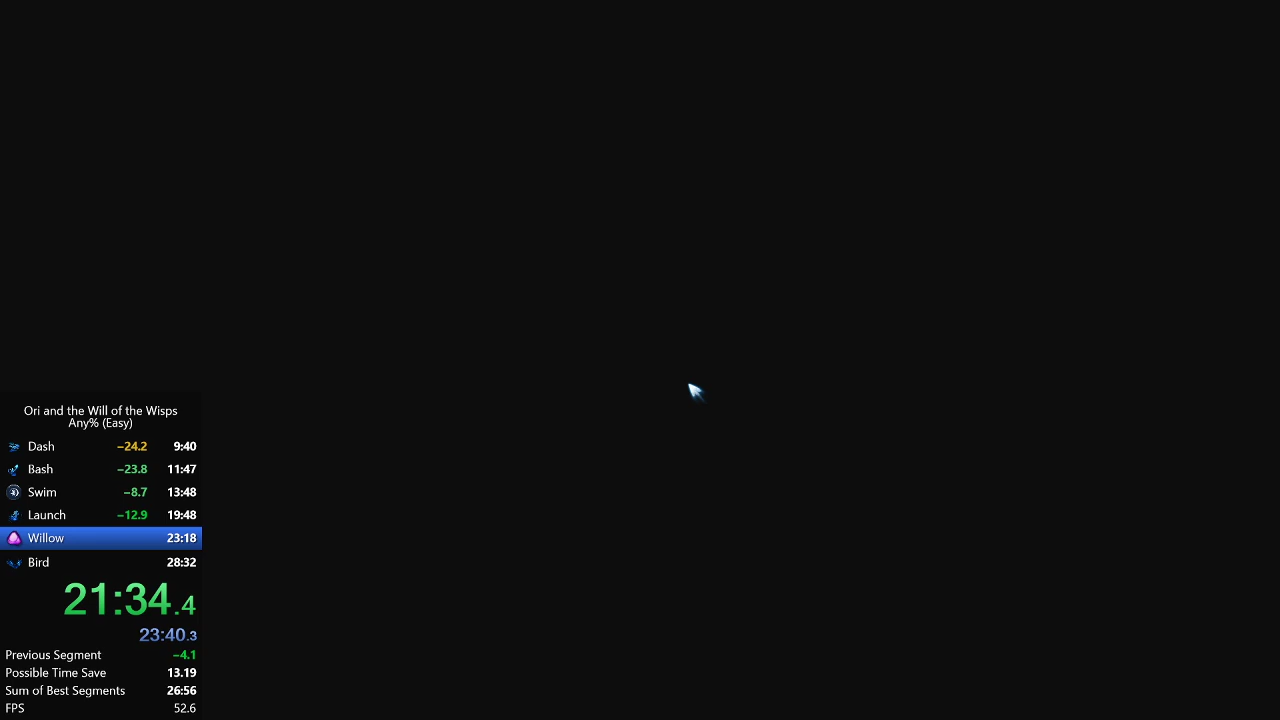 Ori and the Will of the Wisps
Any% (Easy)
Dash −24.2 9:40
Bash −23.8 11:47
Swim −8.7 13:48
Launch −12.9 19:48
Willow 23:18
Bird 28:32
21:34.4
23:40.3
Previous Segment −4.1
Possible Time Save 13.19
Sum of Best Segments 26:56
FPS 52.6